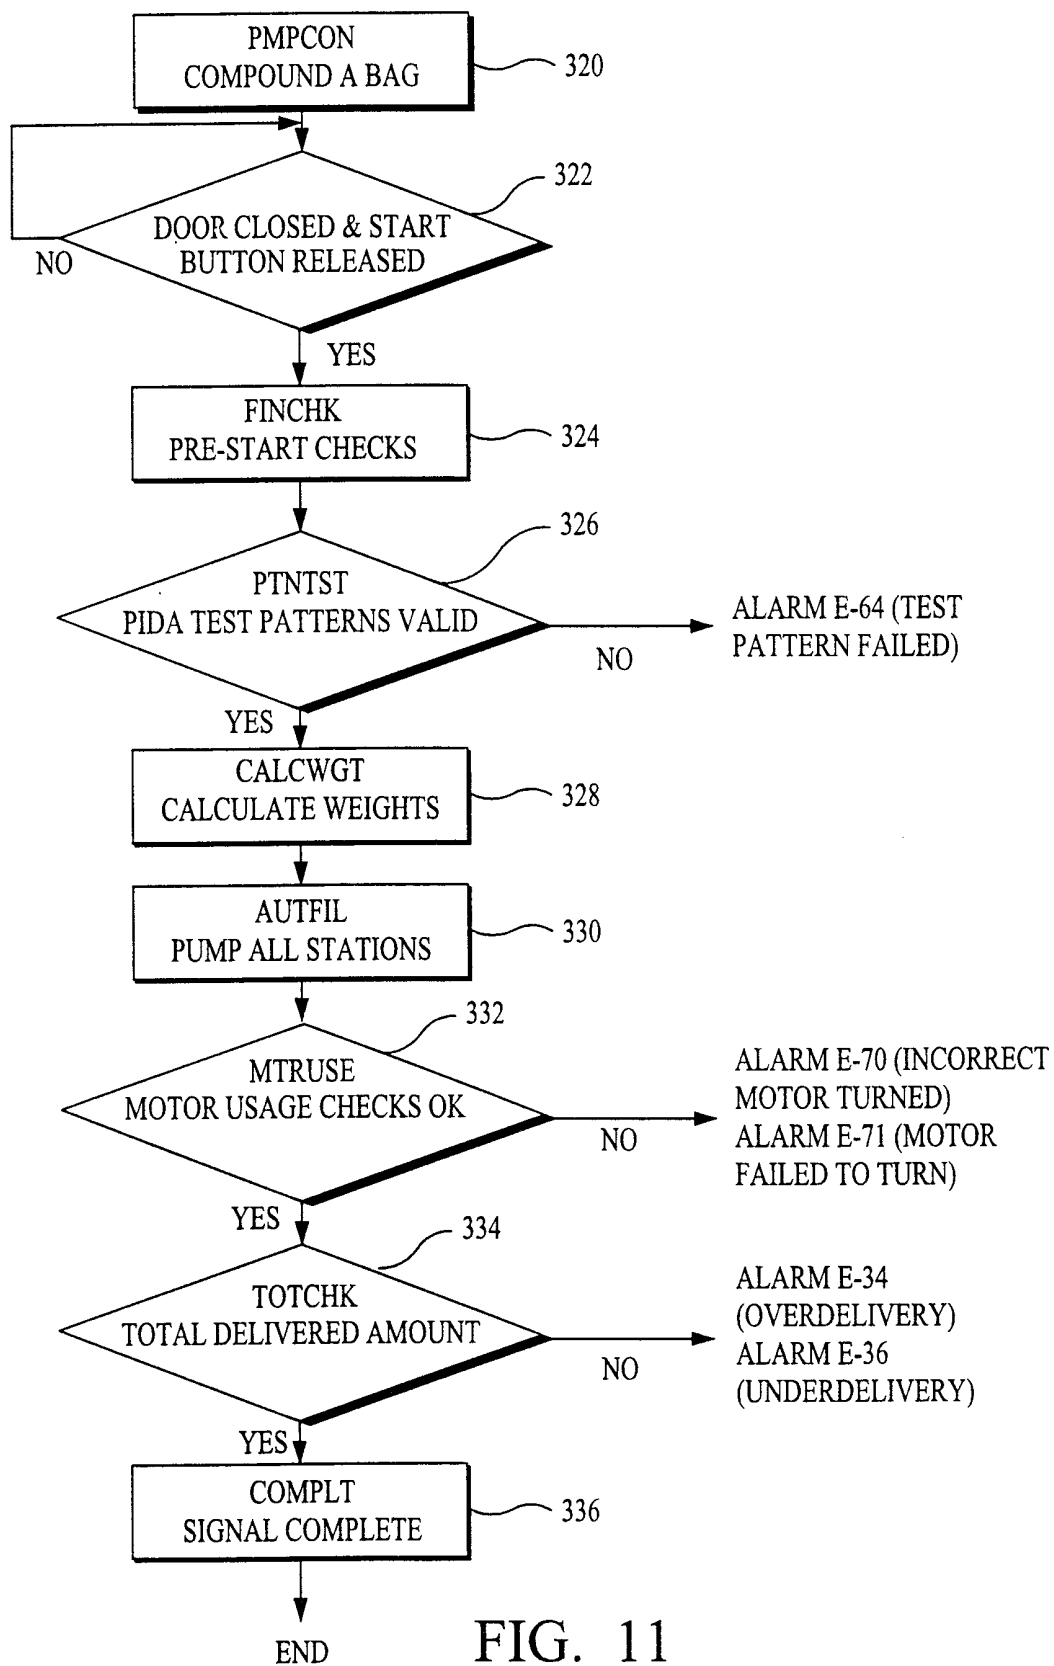 PMPCON
COMPOUND A BAG
320
322
DOOR CLOSED & START
BUTTON RELEASED
NO
YES
FINCHK
PRE-START CHECKS
324
326
PTNTST
PIDA TEST PATTERNS VALID
NO
ALARM E-64 (TEST
PATTERN FAILED)
YES
CALCWGT
CALCULATE WEIGHTS
328
AUTFIL
PUMP ALL STATIONS
330
332
MTRUSE
MOTOR USAGE CHECKS OK
NO
ALARM E-70 (INCORRECT
MOTOR TURNED)
ALARM E-71 (MOTOR
FAILED TO TURN)
YES
334
TOTCHK
TOTAL DELIVERED AMOUNT
NO
ALARM E-34
(OVERDELIVERY)
ALARM E-36
(UNDERDELIVERY)
YES
COMPLT
SIGNAL COMPLETE
336
END
FIG. 11